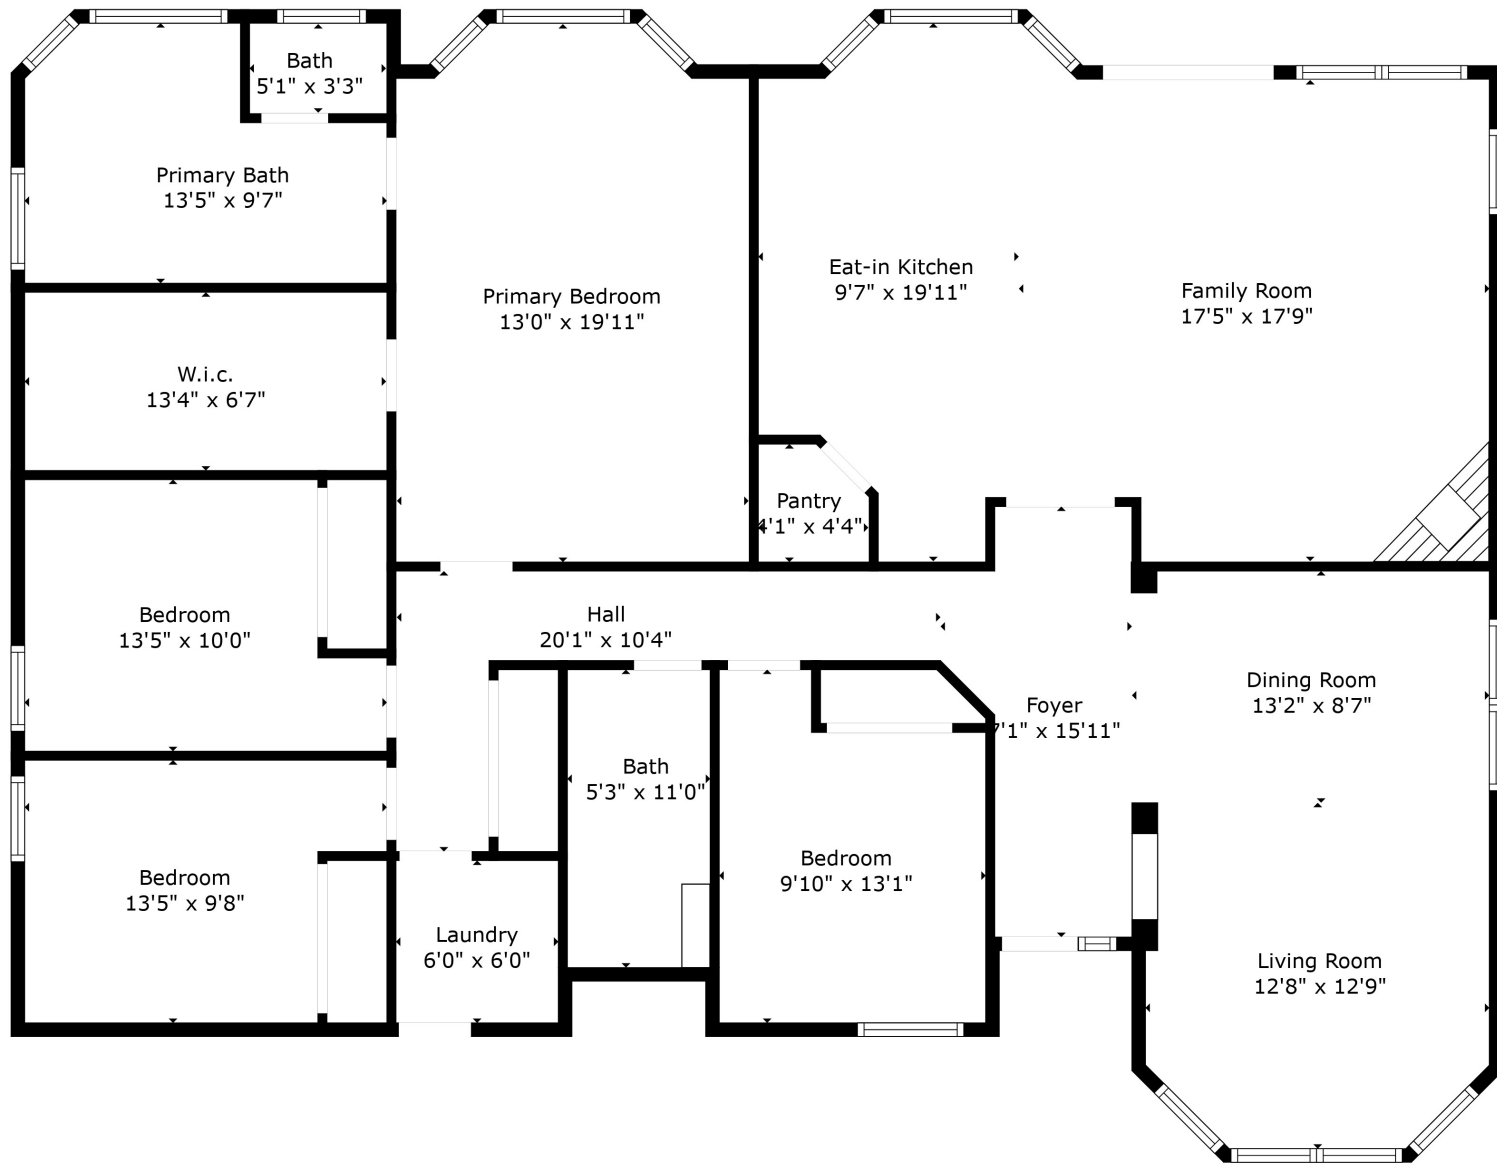 Bath
5'1" x 3'3"
Primary Bath
13'5" x 9'7"
Eat-in Kitchen
9'7" x 19'11"
Primary Bedroom
13'0" x 19'11"
Family Room
17'5" x 17'9"
W.i.c.
13'4" x 6'7"
Pantry
4'1" x 4'4"
Bedroom
13'5" x 10'0"
Hall
20'1" x 10'4"
Dining Room
13'2" x 8'7"
Foyer
7'1" x 15'11"
Bath
5'3" x 11'0"
Bedroom
9'10" x 13'1"
Bedroom
13'5" x 9'8"
Laundry
6'0" x 6'0"
Living Room
12'8" x 12'9"